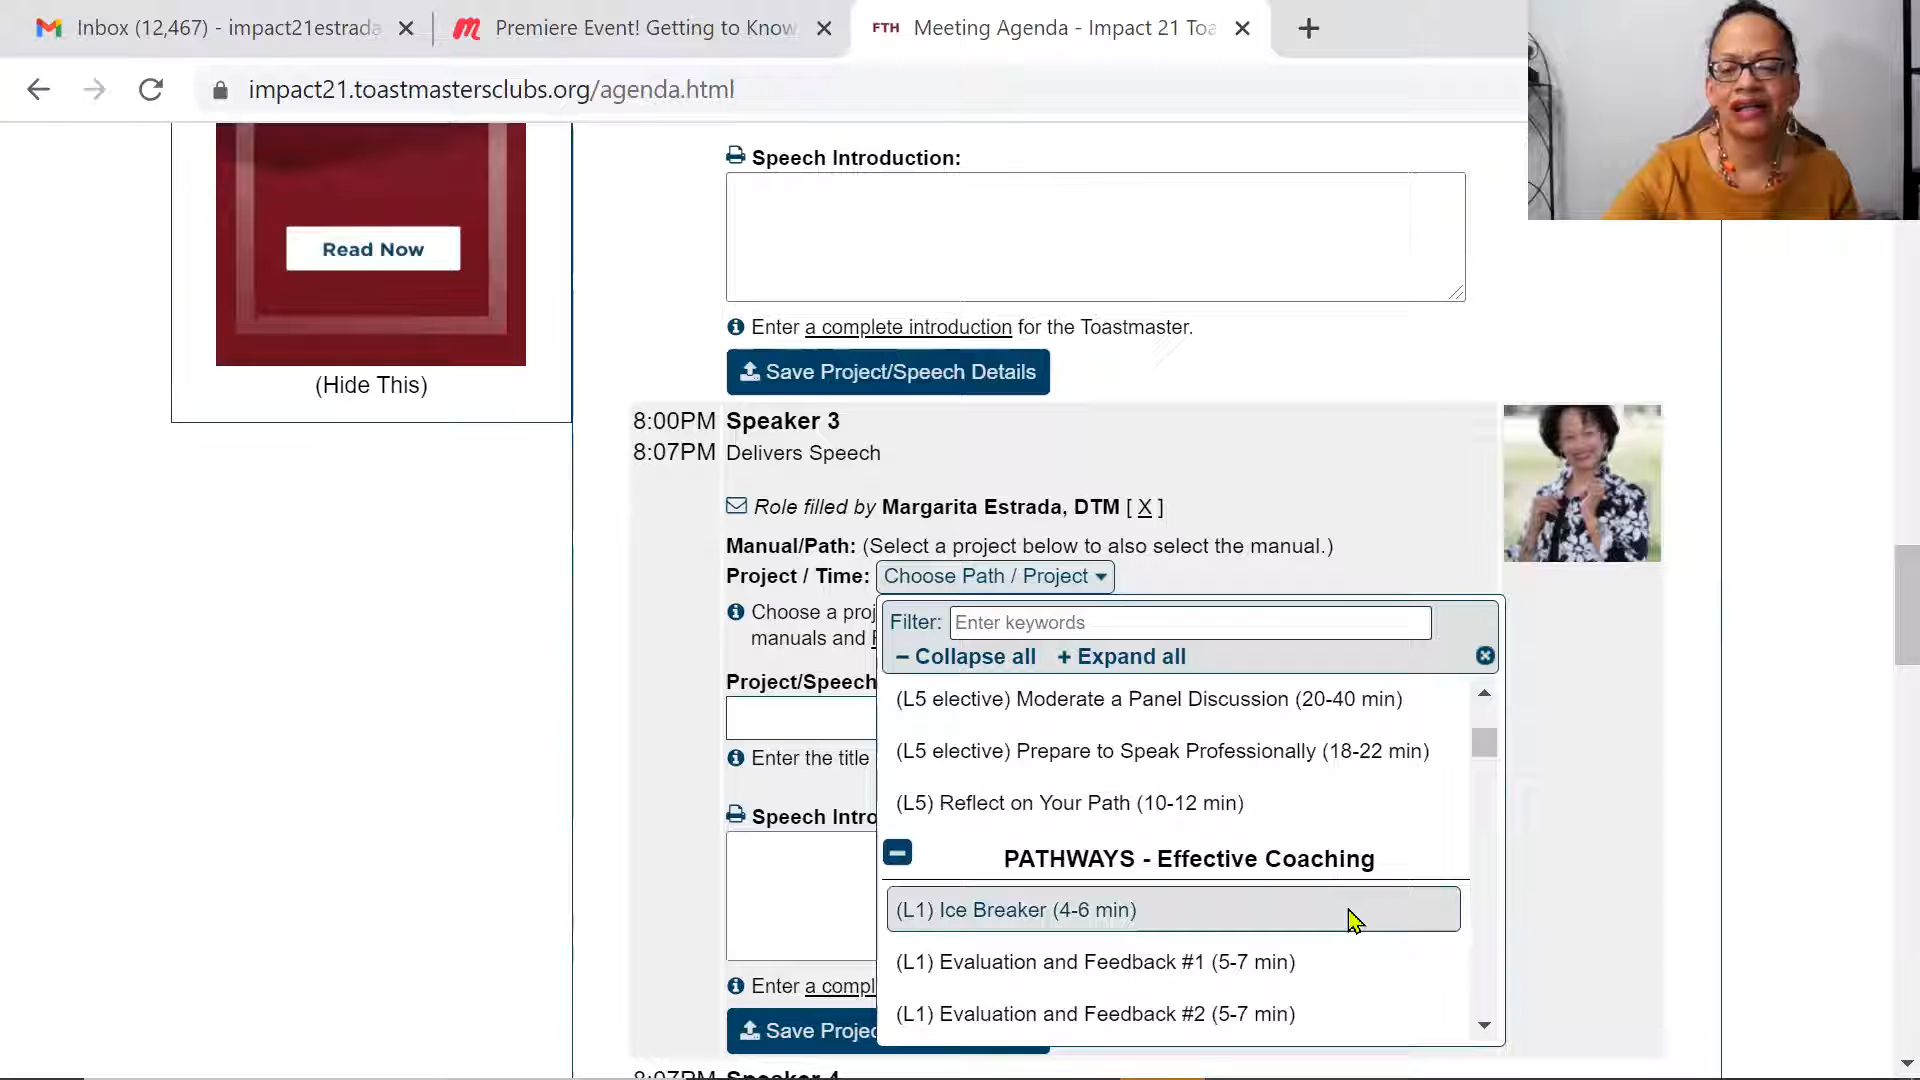 Inbox (12,467) - impact21estrada
Premiere Event! Getting to Know
FTH Meeting Agenda - Impact 21 Toa
impact21.toastmastersclubs.org/agenda.html
Read Now
(Hide This)
Speech Introduction:
Enter a complete introduction for the Toastmaster.
Save Project/Speech Details
8:00PM Speaker 3
8:07PM Delivers Speech
Role filled by Margarita Estrada, DTM [ X ]
Manual/Path: (Select a project below to also select the manual.)
Project / Time: Choose Path / Project
Choose a proj
manuals and
Filter: Enter keywords
– Collapse all + Expand all
Project/Speech
(L5 elective) Moderate a Panel Discussion (20-40 min)
Enter the title
(L5 elective) Prepare to Speak Professionally (18-22 min)
(L5) Reflect on Your Path (10-12 min)
Speech Intro
PATHWAYS - Effective Coaching
(L1) Ice Breaker (4-6 min)
(L1) Evaluation and Feedback #1 (5-7 min)
Enter a compl
(L1) Evaluation and Feedback #2 (5-7 min)
Save Projec
8:07PM Speaker 4